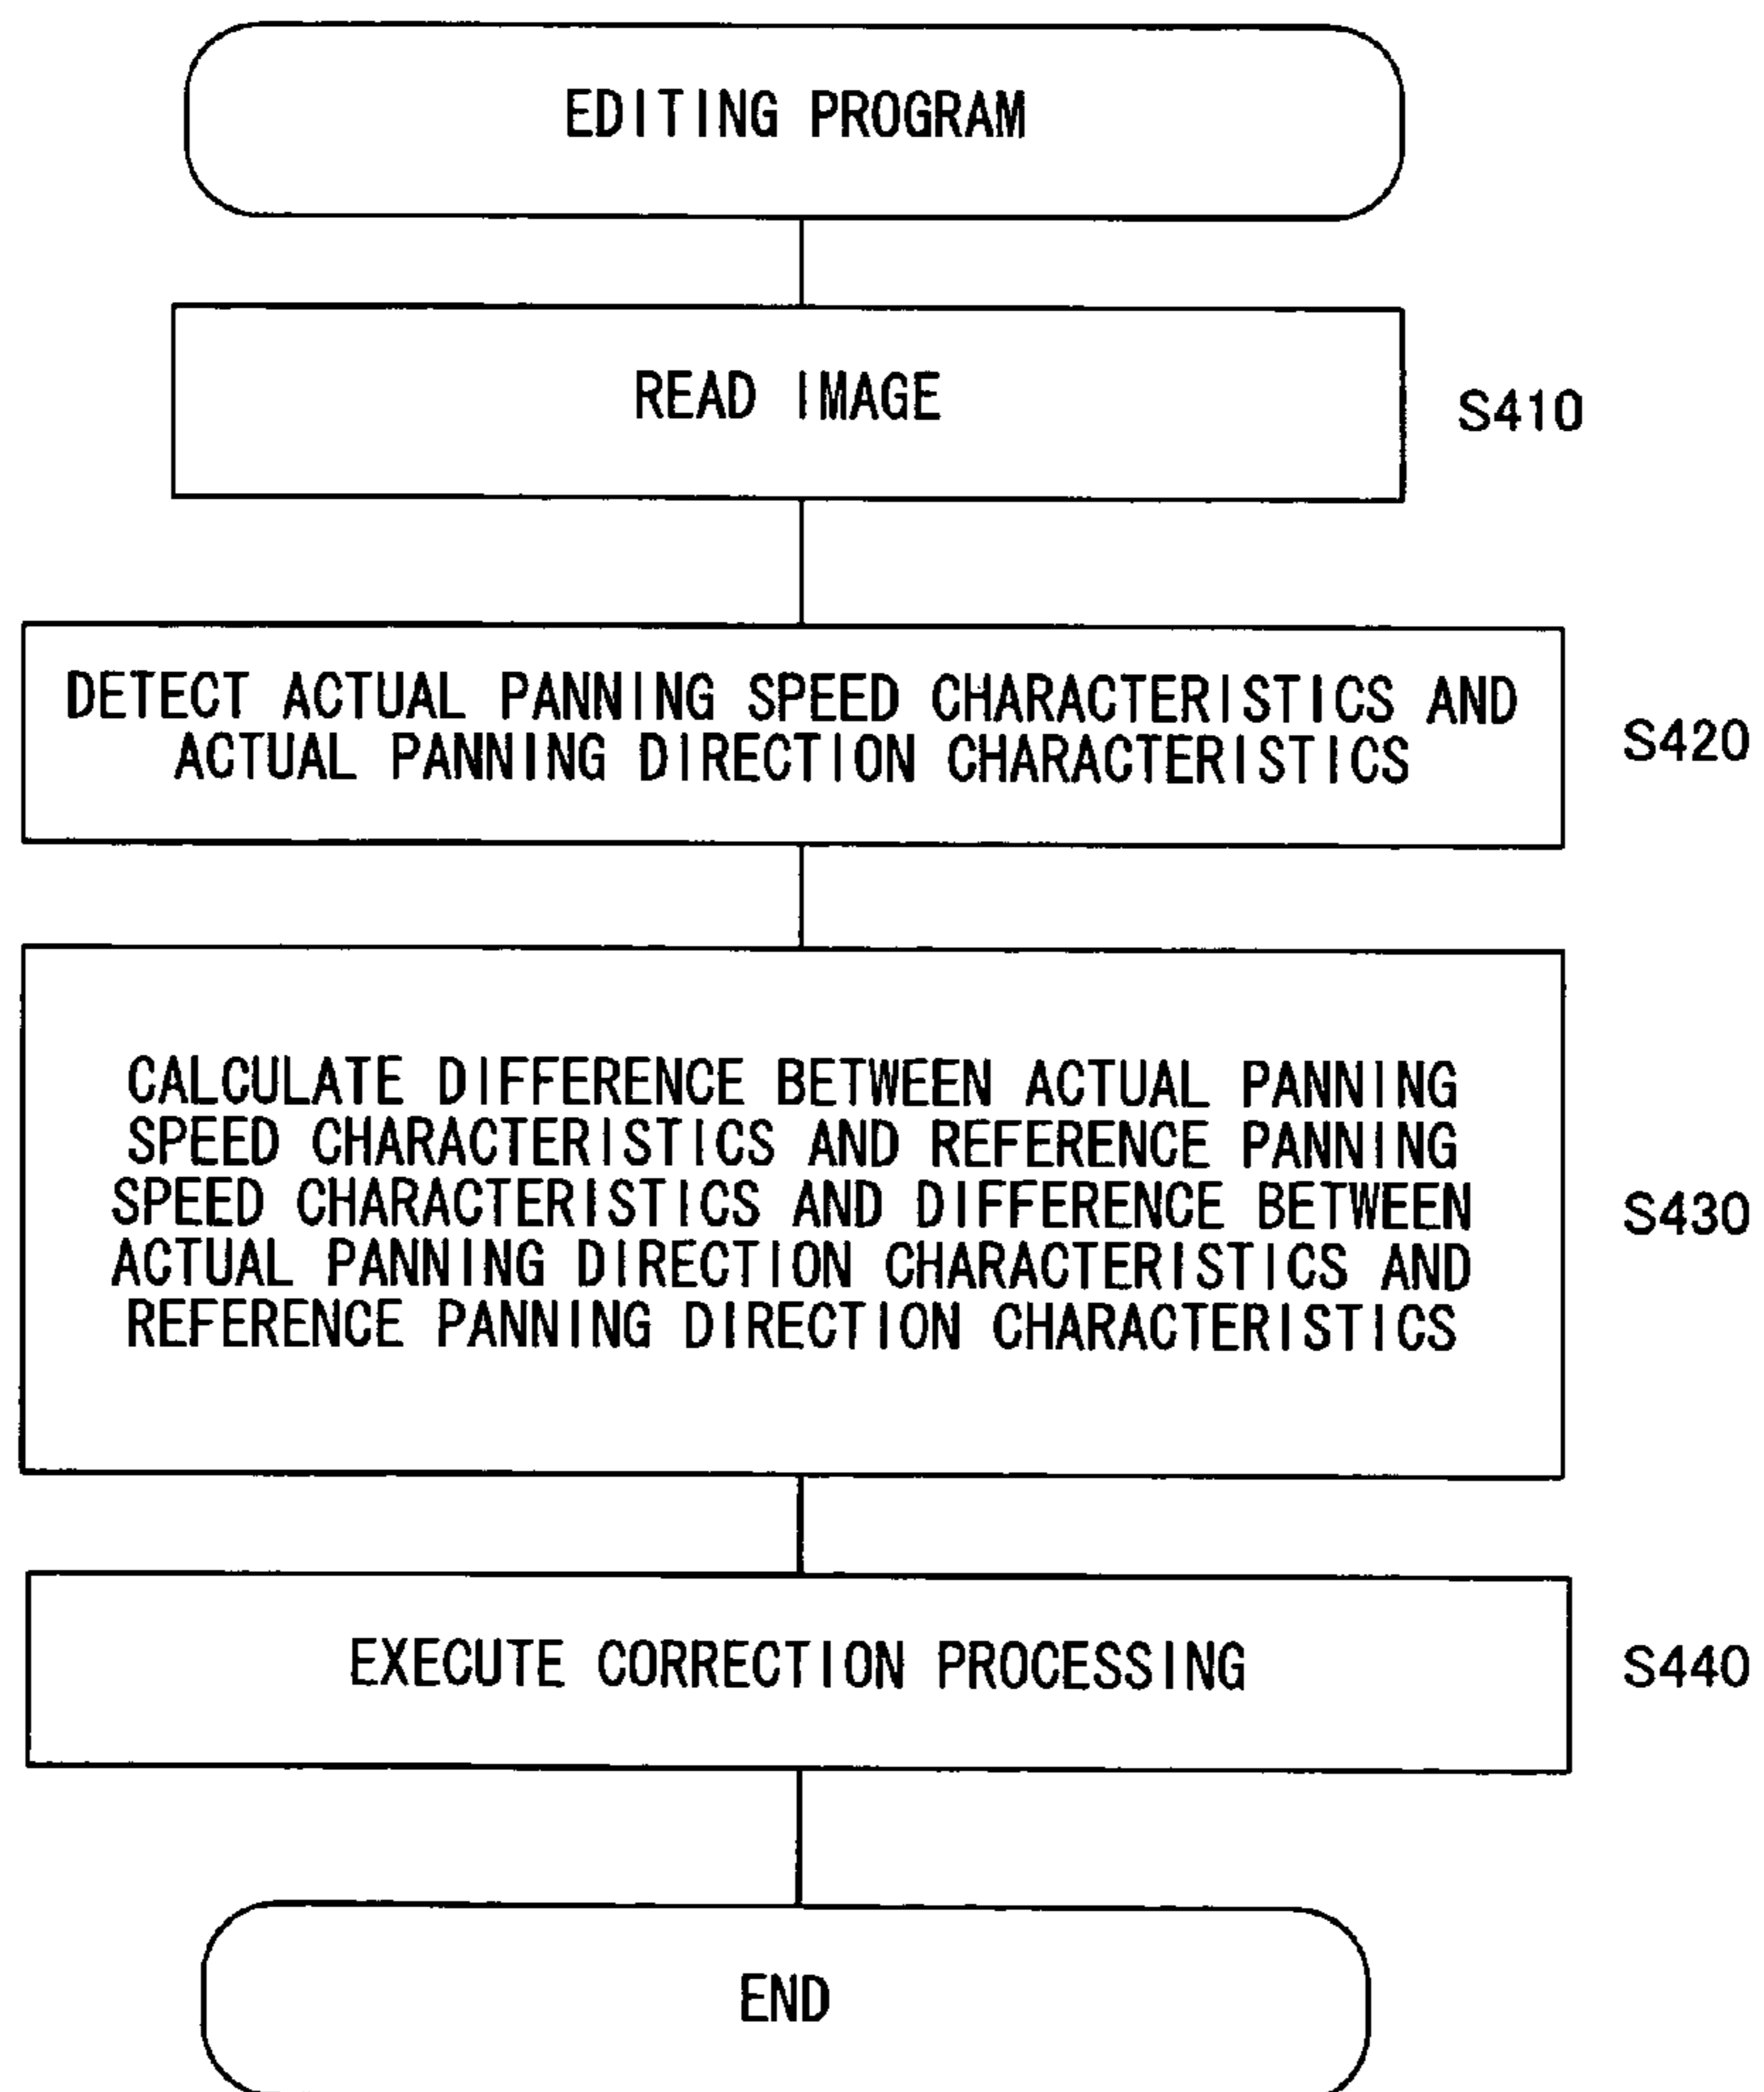 EDITING PROGRAM
READ IMAGE
S410
DETECT ACTUAL PANNING SPEED CHARACTERISTICS AND
ACTUAL PANNING DIRECTION CHARACTERISTICS
S420
CALCULATE DIFFERENCE BETWEEN ACTUAL PANNING
SPEED CHARACTERISTICS AND REFERENCE PANNING
SPEED CHARACTERISTICS AND DIFFERENCE BETWEEN
ACTUAL PANNING DIRECTION CHARACTERISTICS AND
REFERENCE PANNING DIRECTION CHARACTERISTICS
S430
EXECUTE CORRECTION PROCESSING
S440
END